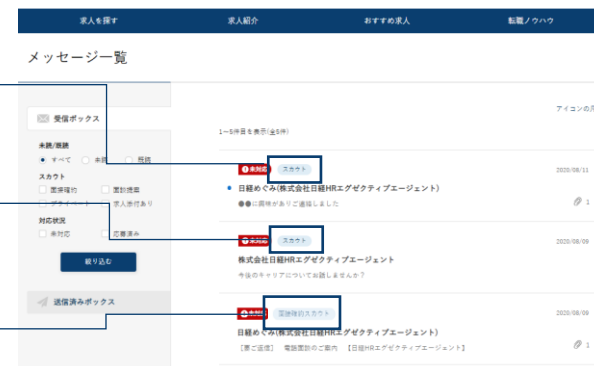 求人を探す
求人紹介
おすすめ求人
転職ノウハウ
メッセージ一覧
受信ボックス
未読/既読
すべて 未読 既読
スカウト
面接確約 面談提案
プライベート 求人添付あり
対応状況
未対応 応募済み
絞り込む
送信済みボックス
アイコンの
1~5件目を表示(全5件)
未対応 スカウト
2020/08/11
日経めぐみ(株式会社日経HRエグゼクティブエージェント)
●●に興味がありご連絡しました
未対応 スカウト
2020/08/09
株式会社日経HRエグゼクティブエージェント
今後のキャリアについてお話しませんか?
未対応 面接確約スカウト
2020/08/09
日経めぐみ(株式会社日経HRエグゼクティブエージェント)
[要ご返信] 電話面談のご案内 【日経HRエグゼクティブエージェント】
1